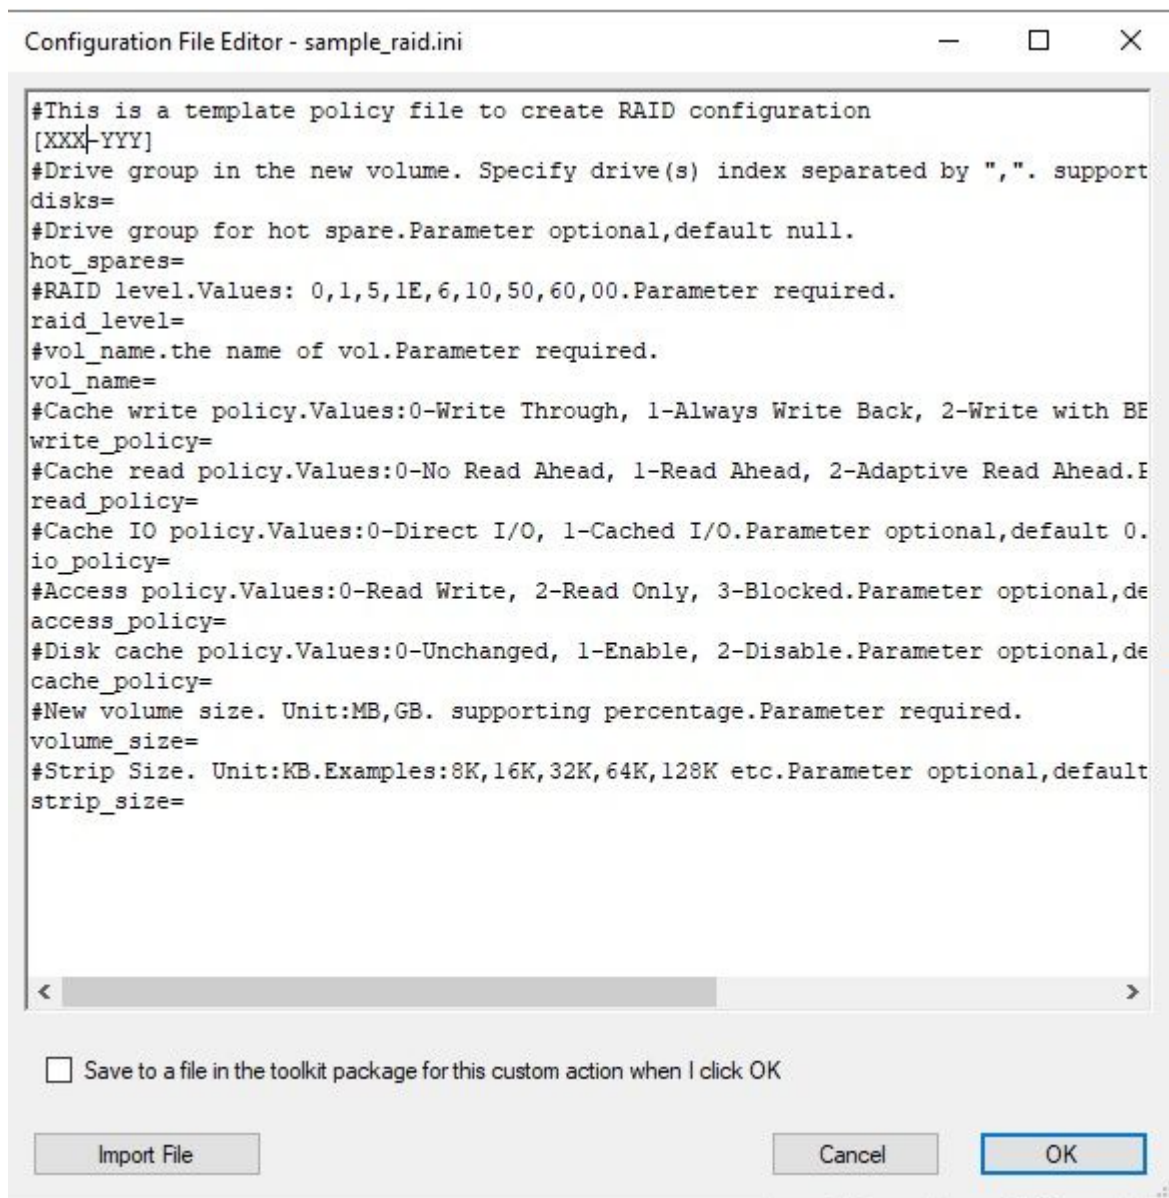 Configuration File Editor - sample_raid.ini
#This is a template policy file to create RAID configuration
[XXX-YYY]
#Drive group in the new volume. Specify drive(s) index separated by ",". support
disks=
#Drive group for hot spare.Parameter optional,default null.
hot_spares=
#RAID level.Values: 0,1,5,1E,6,10,50,60,00.Parameter required.
raid_level=
#vol_name.the name of vol.Parameter required.
vol_name=
#Cache write policy.Values:0-Write Through, 1-Always Write Back, 2-Write with BB
write_policy=
#Cache read policy.Values:0-No Read Ahead, 1-Read Ahead, 2-Adaptive Read Ahead.P
read_policy=
#Cache IO policy.Values:0-Direct I/O, 1-Cached I/O.Parameter optional,default 0.
io_policy=
#Access policy.Values:0-Read Write, 2-Read Only, 3-Blocked.Parameter optional,de
access_policy=
#Disk cache policy.Values:0-Unchanged, 1-Enable, 2-Disable.Parameter optional,de
cache_policy=
#New volume size. Unit:MB,GB. supporting percentage.Parameter required.
volume_size=
#Strip Size. Unit:KB.Examples:8K,16K,32K,64K,128K etc.Parameter optional,default
strip_size=
Save to a file in the toolkit package for this custom action when I click OK
Import File
Cancel
OK